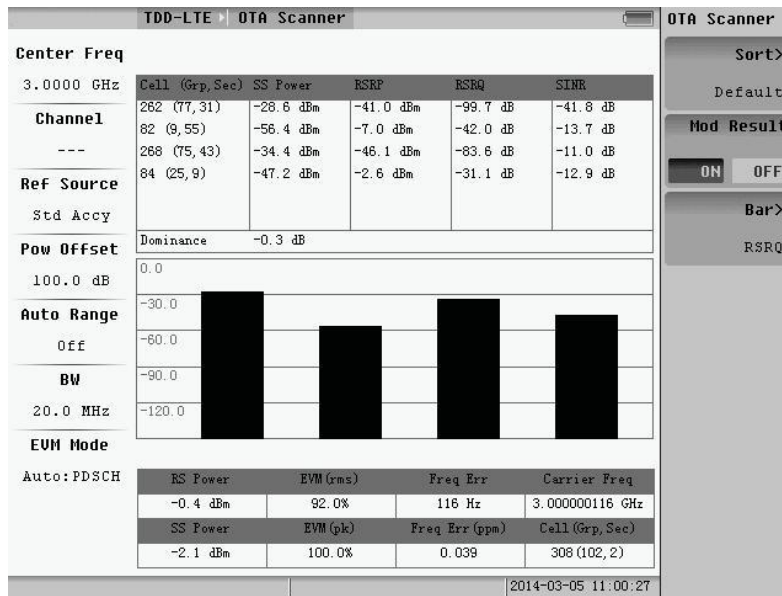 TDD-LTE OTA Scanner
OTA Scanner
Center Freq
3.0000 GHz
Channel
---
Ref Source
Std Accy
Pow Offset
100.0 dB
Auto Range
Off
BW
20.0 MHz
EVM Mode
Auto:PDSCH
Cell (Grp,Sec) SS Power RSRP RSRQ SINR
262 (77,31) -28.6 dBm -41.0 dBm -99.7 dB -41.8 dB
82 (9,55) -56.4 dBm -7.0 dBm -42.0 dB -13.7 dB
268 (75,43) -34.4 dBm -46.1 dBm -83.6 dB -11.0 dB
84 (25,9) -47.2 dBm -2.6 dBm -31.1 dB -12.9 dB
Dominance -0.3 dB
0.0
-30.0
-60.0
-90.0
-120.0
RS Power EVM(rms) Freq Err Carrier Freq
-0.4 dBm 92.0% 116 Hz 3.000000116 GHz
SS Power EVM(pk) Freq Err(ppm) Cell(Grp,Sec)
-2.1 dBm 100.0% 0.039 308(102,2)
2014-03-05 11:00:27
Sort>
Default
Mod Result
ON OFF
Bar>
RSRQ